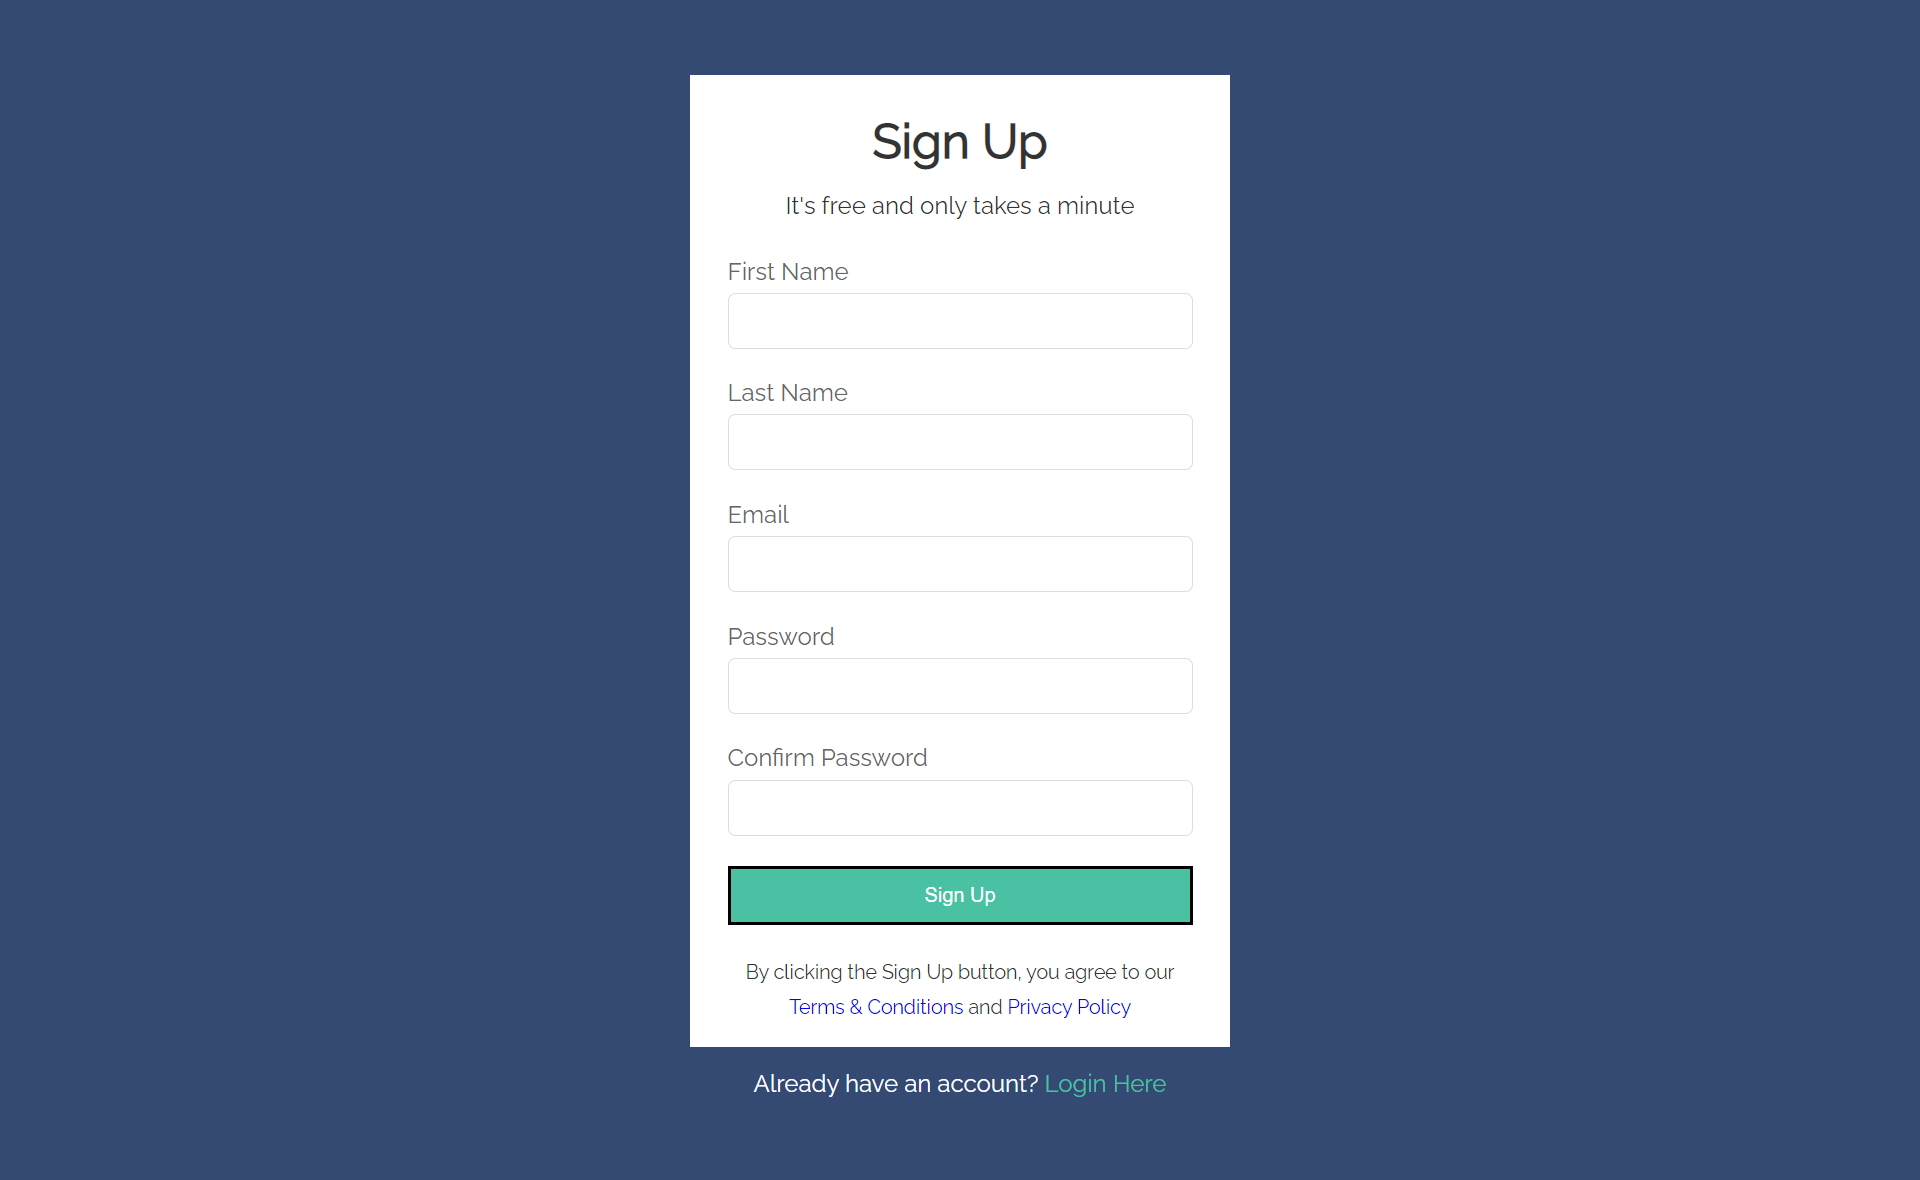 Sign Up
It's free and only takes a minute
First Name
Last Name
Email
Password
Confirm Password
Sign Up
By clicking the Sign Up button, you agree to our
Terms & Conditions and Privacy Policy
Already have an account? Login Here